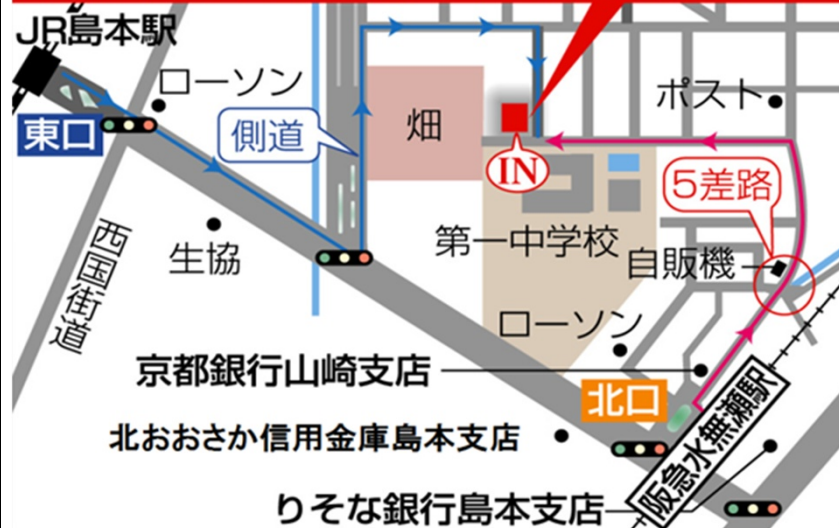 JR島本駅
ローソン
ポスト
東口
側道
畑
IN
5差路
西国街道
生協
第一中学校
自販機
ローソン
京都銀行山崎支店
北口
阪急水無瀬駅
北おおさか信用金庫島本支店
りそな銀行島本支店